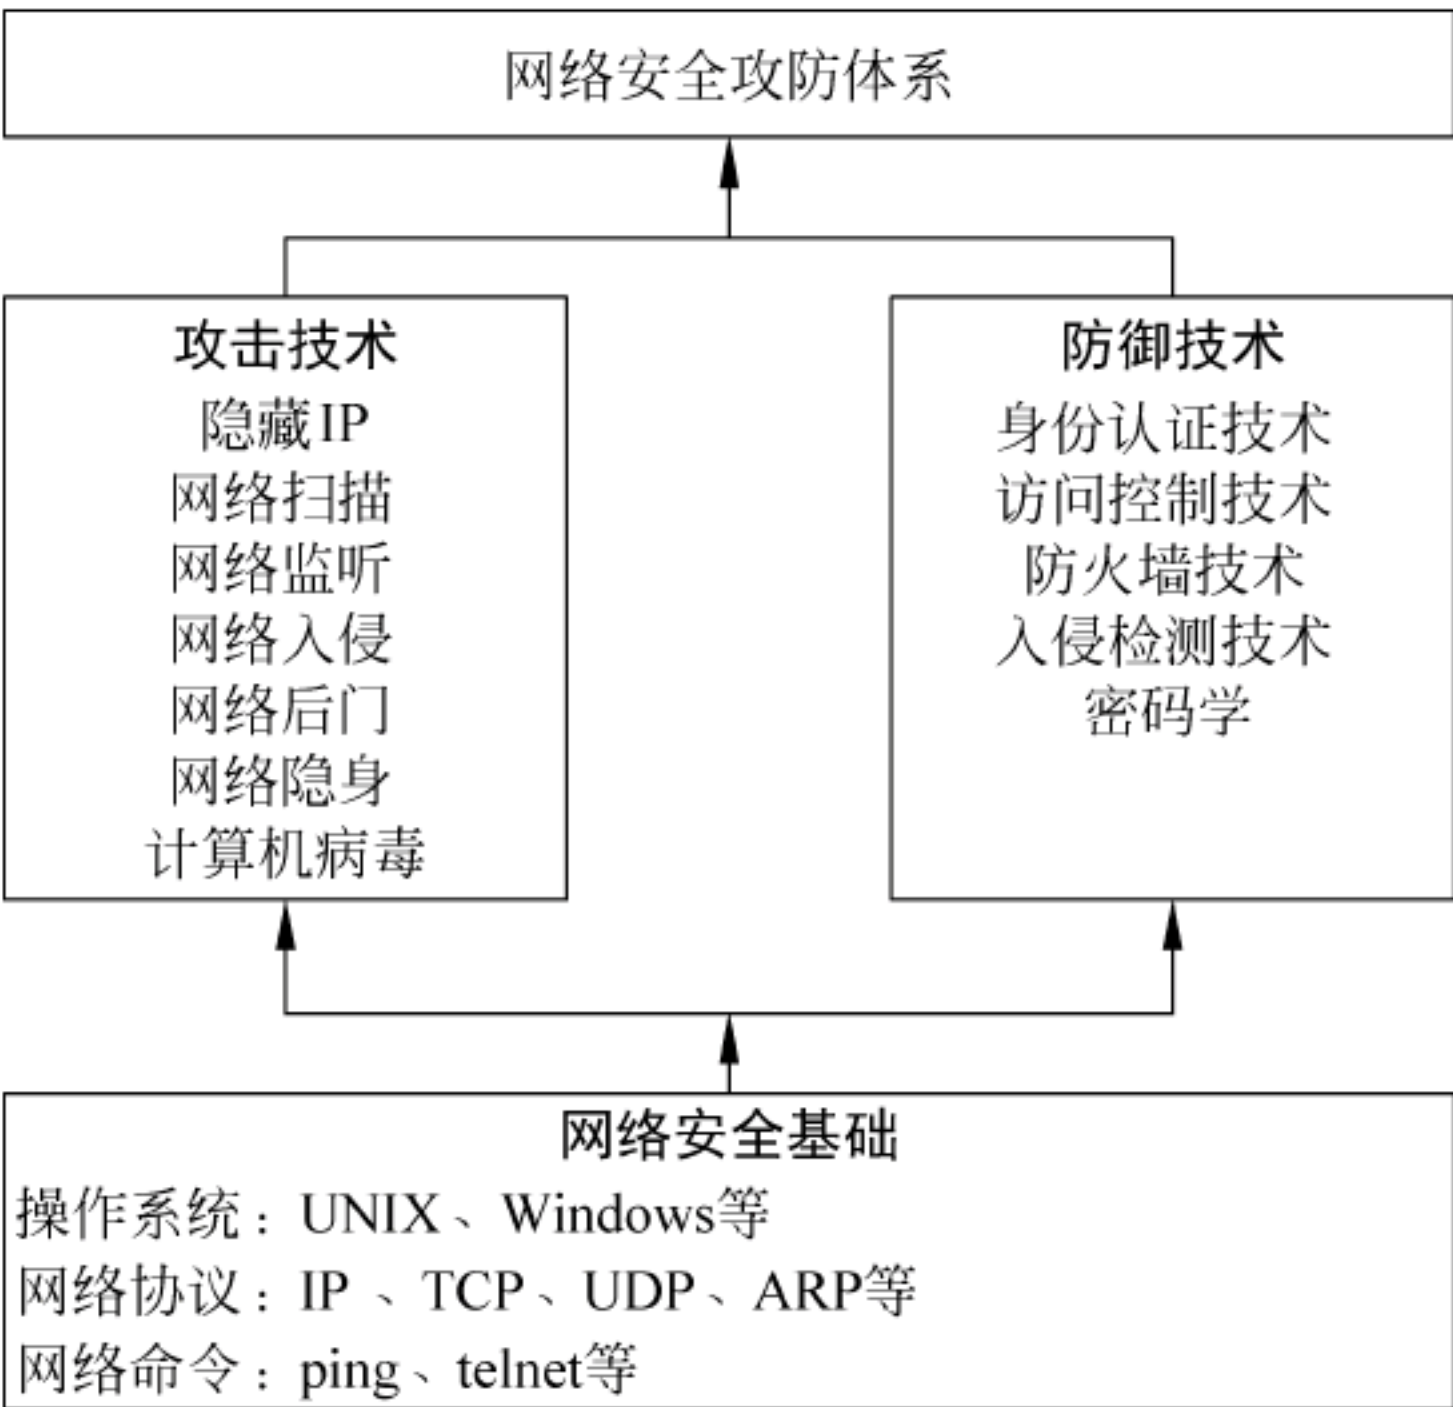 网络安全攻防体系
攻击技术
隐藏IP
网络扫描
网络监听
网络入侵
网络后门
网络隐身
计算机病毒
防御技术
身份认证技术
访问控制技术
防火墙技术
入侵检测技术
密码学
网络安全基础
操作系统：UNIX、Windows等
网络协议：IP、TCP、UDP、ARP等
网络命令：ping、telnet等